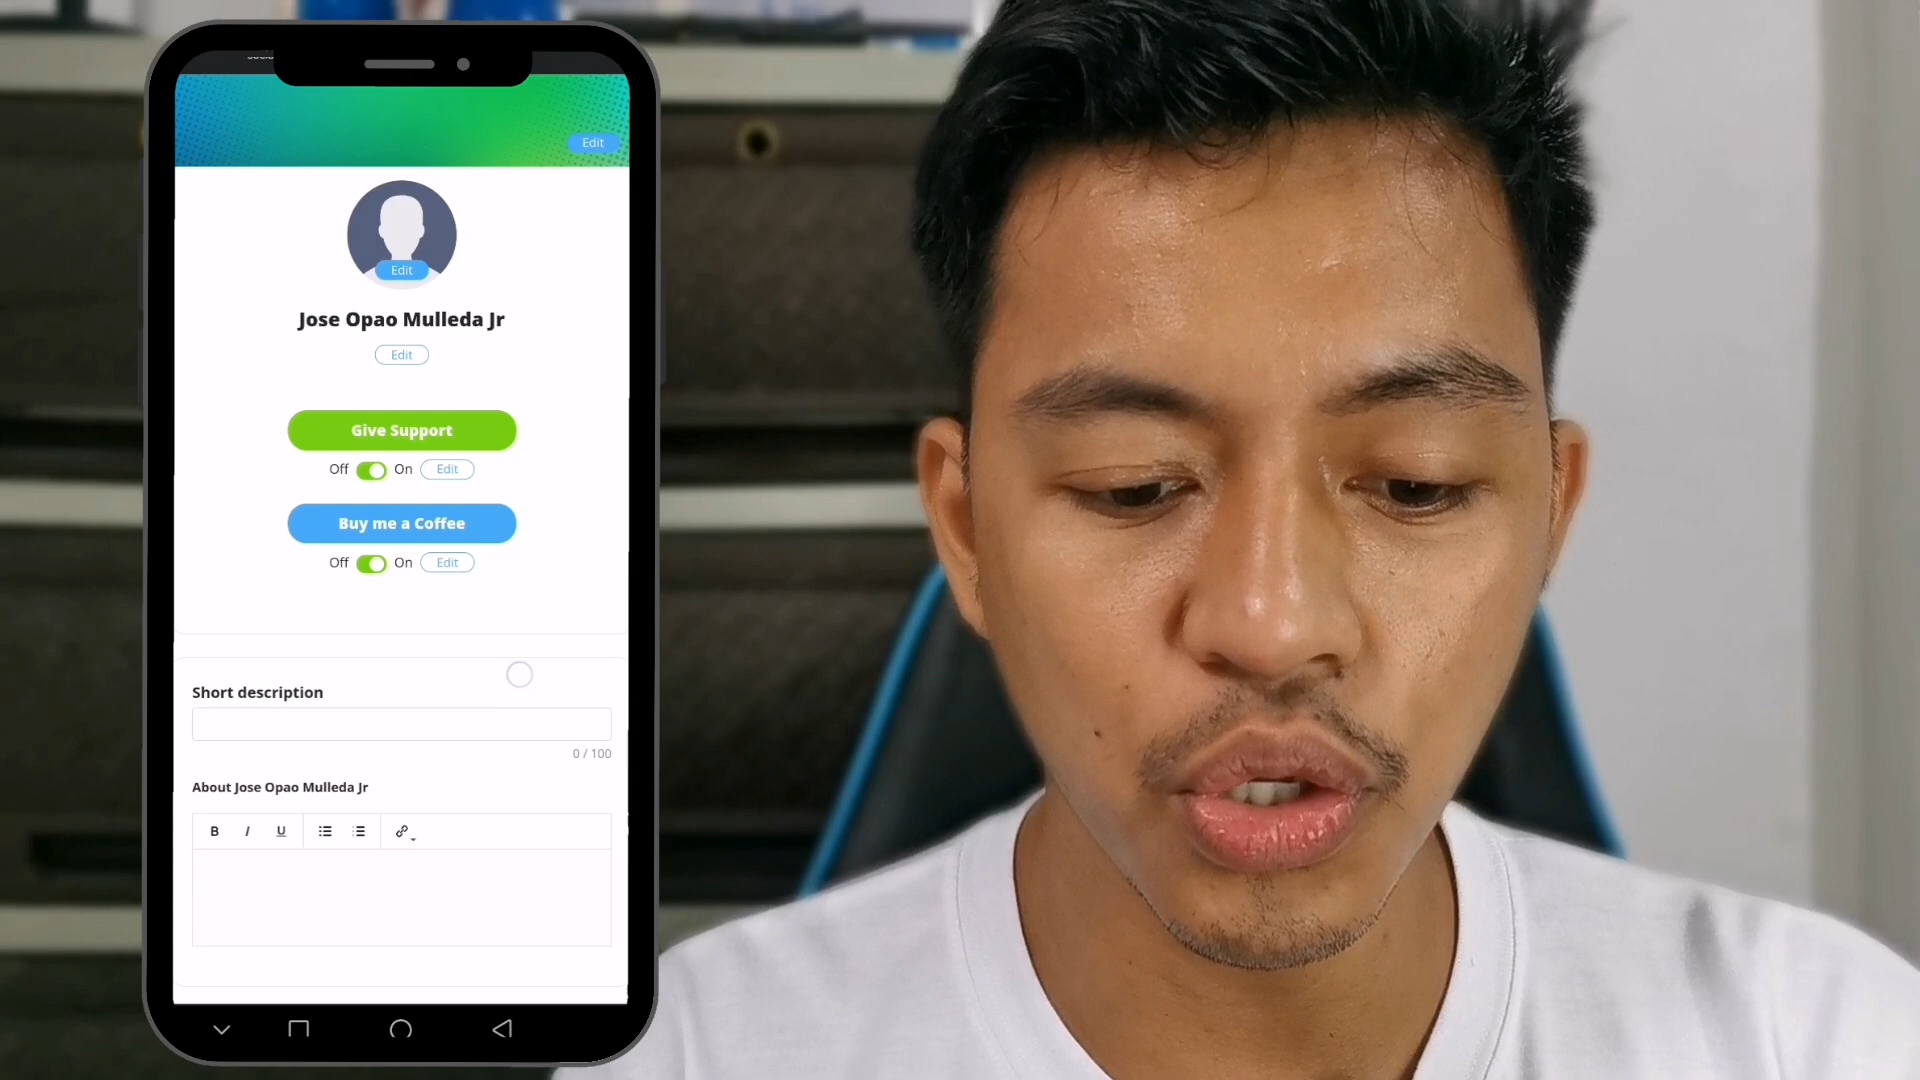 Edit
Edit
Jose Opao Mulleda Jr
Edit
Give Support
Off On Edit
Buy me a Coffee
Off On Edit
Short description
0 / 100
About Jose Opao Mulleda Jr
B I U